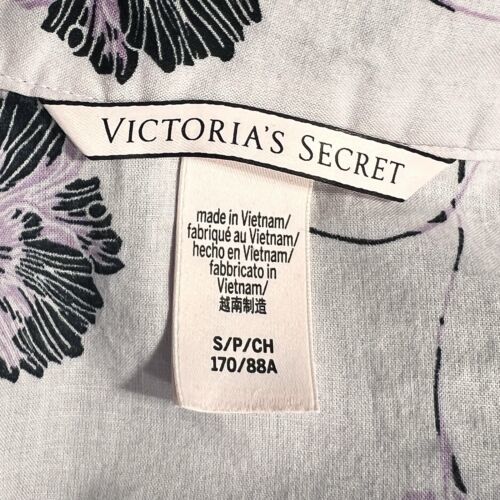 VICTORIA'S SECRET
made in Vietnam/
fabriqué au Vietnam/
hecho en Vietnam/
fabbricato in
Vietnam/
越南制造
S/P/CH
170/88A